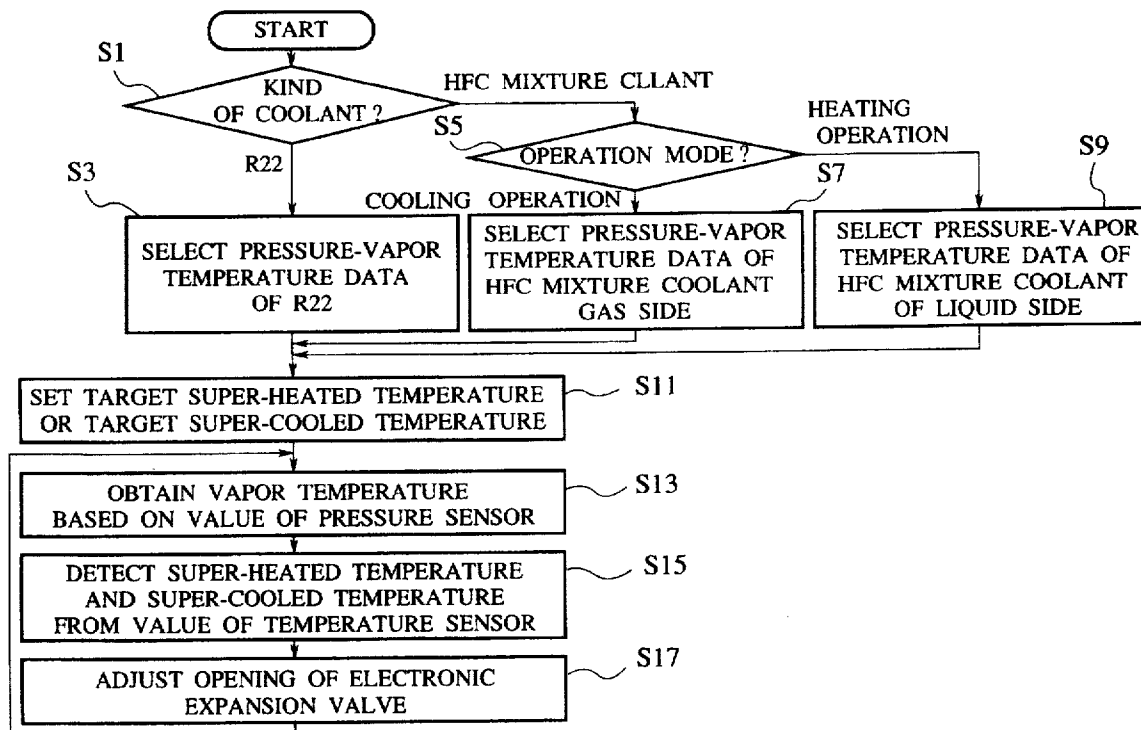 START
S1
KIND
OF COOLANT ?
HFC MIXTURE CLLANT
S5
OPERATION MODE ?
HEATING
OPERATION
R22
S3
COOLING OPERATION
S7
S9
SELECT PRESSURE-VAPOR
TEMPERATURE DATA
OF R22
SELECT PRESSURE-VAPOR
TEMPERATURE DATA OF
HFC MIXTURE COOLANT
GAS SIDE
SELECT PRESSURE-VAPOR
TEMPERATURE DATA OF
HFC MIXTURE COOLANT
OF LIQUID SIDE
SET TARGET SUPER-HEATED TEMPERATURE
OR TARGET SUPER-COOLED TEMPERATURE
S11
OBTAIN VAPOR TEMPERATURE
BASED ON VALUE OF PRESSURE SENSOR
S13
DETECT SUPER-HEATED TEMPERATURE
AND SUPER-COOLED TEMPERATURE
FROM VALUE OF TEMPERATURE SENSOR
S15
ADJUST OPENING OF ELECTRONIC
EXPANSION VALVE
S17